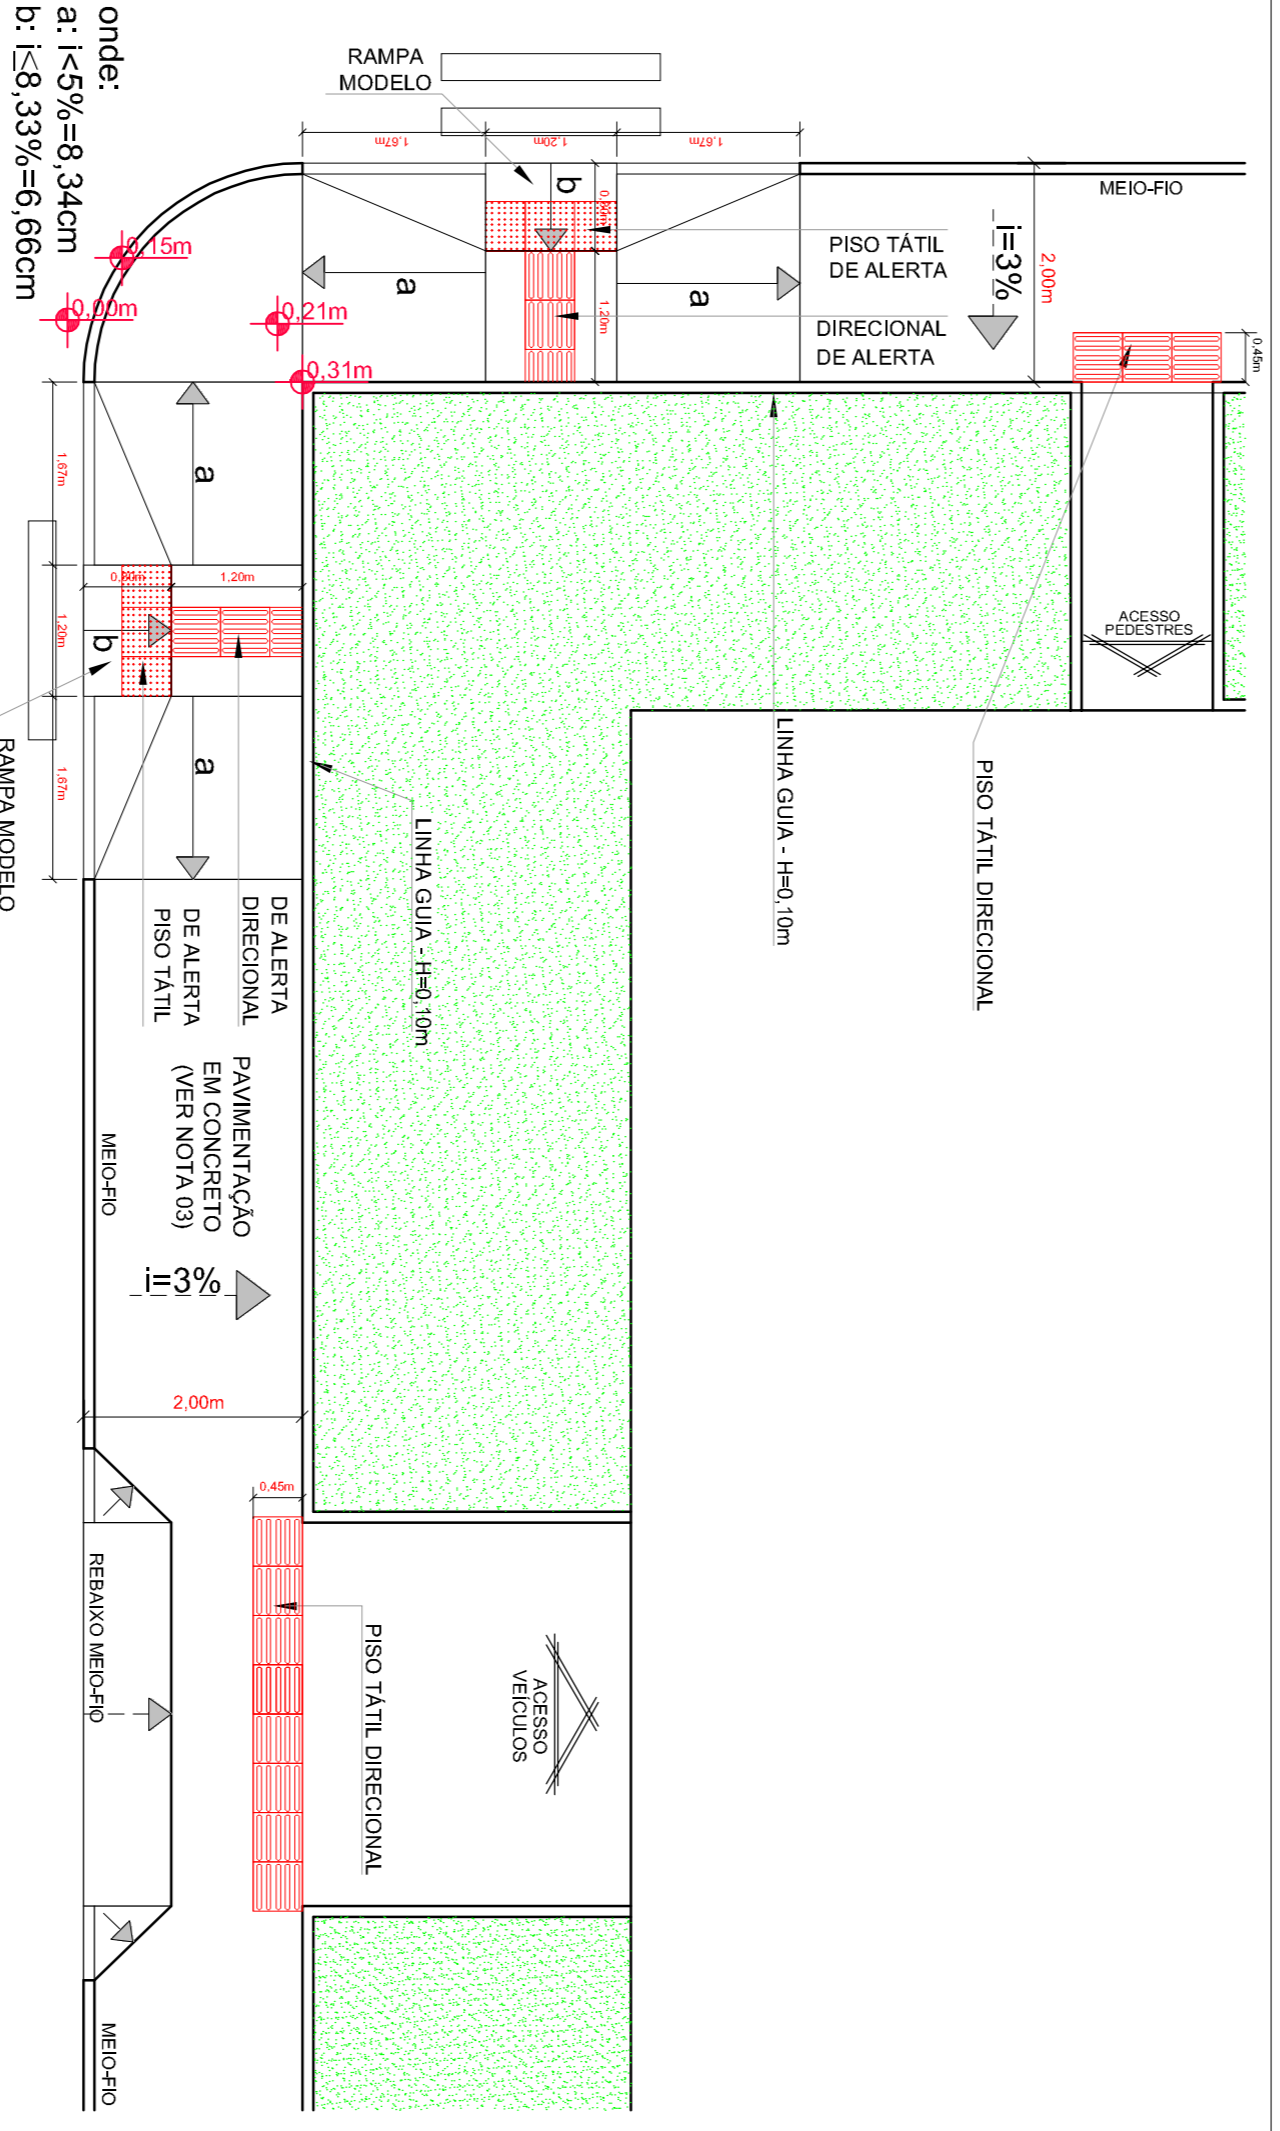 onde:
a: i<5%=8,34cm
b: i≤8,33%=6,66cm
RAMPA
MODELO
1,67m
1,20m
1,67m
b
a
a
1,20m
PISO TÁTIL
DE ALERTA
DIRECIONAL
DE ALERTA
i=3%
2,00m
MEIO-FIO
0,45m
0,15m
0,00m
0,21m
0,31m
1,67m
1,20m
1,67m
a
0,80m
1,20m
b
a
RAMPA MODELO
ACESSO
PEDESTRES
LINHA GUIA - H=0,10m
LINHA GUIA - H=0,10m
PISO TÁTIL DIRECIONAL
DE ALERTA
DIRECIONAL
DE ALERTA
PISO TÁTIL
PAVIMENTAÇÃO
EM CONCRETO
(VER NOTA 03)
MEIO-FIO
i=3%
2,00m
0,45m
REBAIXO MEIO-FIO
PISO TÁTIL DIRECIONAL
ACESSO
VEÍCULOS
MEIO-FIO